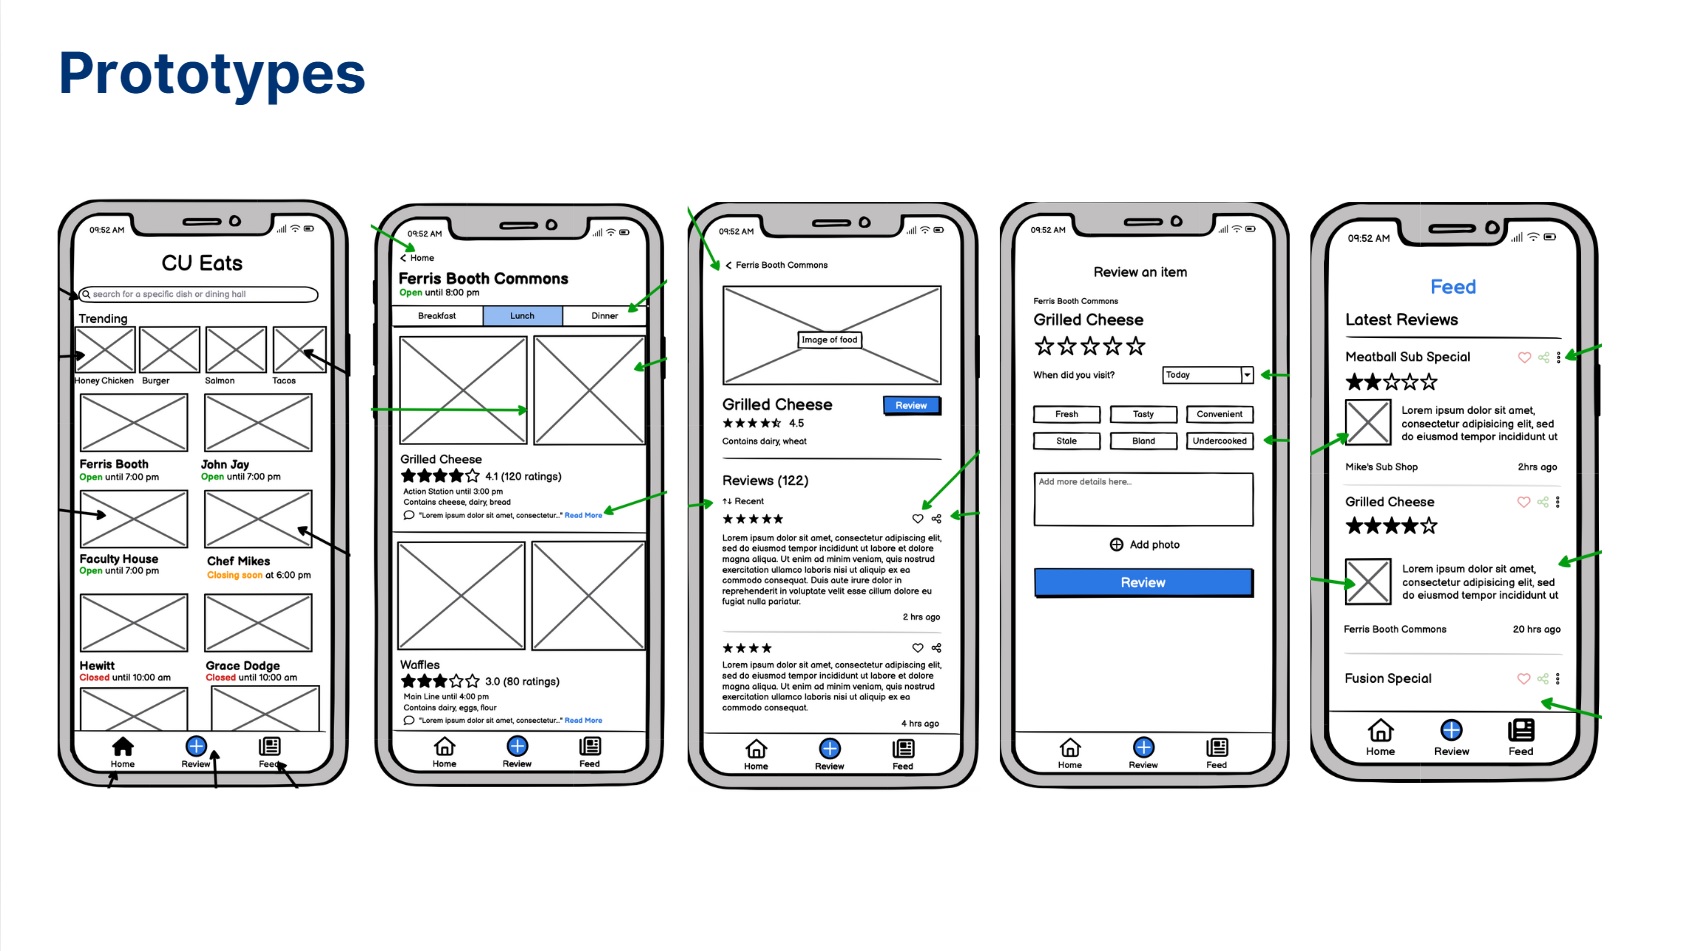 Prototypes
09:52 AM
CU Eats
search for a specific dish or dining hall
Trending
Honey Chicken Burger Salmon Tacos
Ferris Booth John Jay
Open until 7:00 pm Open until 7:00 pm
Faculty House Chef Mikes
Open until 7:00 pm Closing soon at 6:00 pm
Hewitt Grace Dodge
Closed until 10:00 am Closed until 10:00 am
Home Review Feed
09:52 AM
< Home
Ferris Booth Commons
Open until 8:00 pm
Breakfast Lunch Dinner
Grilled Cheese
4.1 (120 ratings)
Action Station until 3:00 pm
Contains cheese, dairy, bread
"Lorem ipsum dolor sit amet, consectetur.." Read More
Waffles
3.0 (80 ratings)
Main Line until 4:00 pm
Contains dairy, eggs, flour
"Lorem ipsum dolor sit amet, consectetur.." Read More
Home Review Feed
09:52 AM
< Ferris Booth Commons
Image of food
Grilled Cheese Review
4.5
Contains dairy, wheat
Reviews (122)
Recent
Lorem ipsum dolor sit amet, consectetur adipiscing elit,
sed do eiusmod tempor incididunt ut labore et dolore
magna aliqua. Ut enim ad minim veniam, quis nostrud
exercitation ullamco laboris nisi ut aliquip ex ea
commodo consequat. Duis aute irure dolor in
reprehenderit in voluptate velit esse cillum dolore eu
fugiat nulla pariatur.
2 hrs ago
Lorem ipsum dolor sit amet, consectetur adipiscing elit,
sed do eiusmod tempor incididunt ut labore et dolore
magna aliqua. Ut enim ad minim veniam, quis nostrud
exercitation ullamco laboris nisi ut aliquip ex ea
commodo consequat.
4 hrs ago
Home Review Feed
09:52 AM
Review an item
Ferris Booth Commons
Grilled Cheese
When did you visit? Today
Fresh Tasty Convenient
Stale Bland Undercooked
Add more details here..
Add photo
Review
Home Review Feed
09:52 AM
Feed
Latest Reviews
Meatball Sub Special
Lorem ipsum dolor sit amet,
consectetur adipisicing elit, sed
do eiusmod tempor incididunt ut
Mike's Sub Shop 2hrs ago
Grilled Cheese
Lorem ipsum dolor sit amet,
consectetur adipisicing elit, sed
do eiusmod tempor incididunt ut
Ferris Booth Commons 20 hrs ago
Fusion Special
Home Review Feed